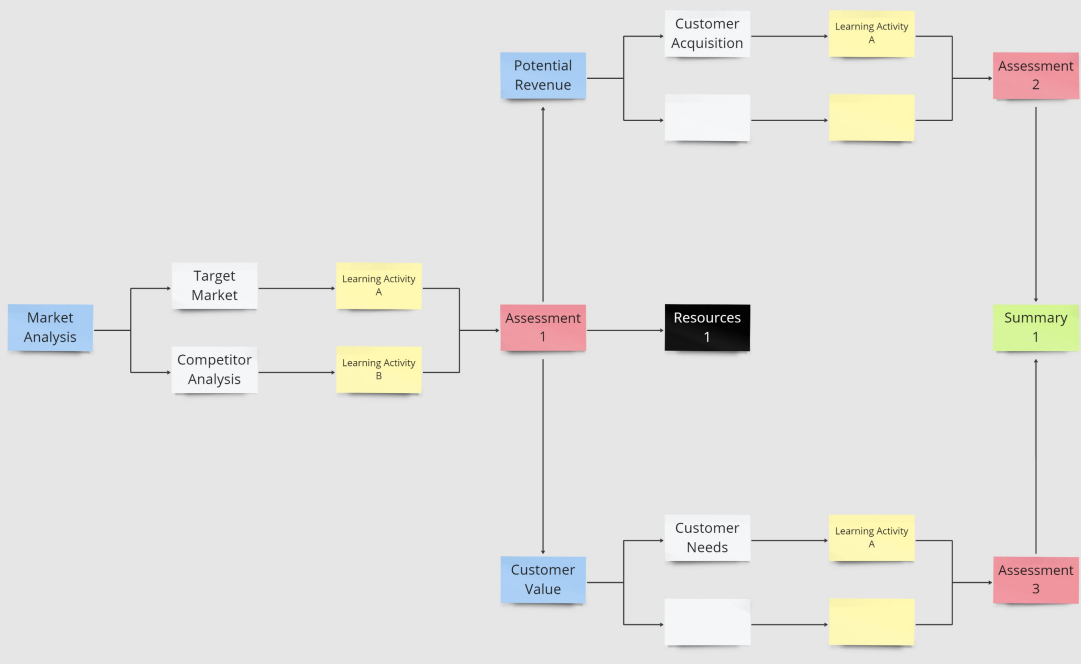 Customer
Acquisition
Learning Activity
A
Potential
Revenue
Assessment
2
Target
Market
Learning Activity
A
Market
Analysis
Assessment
1
Resources
1
Summary
1
Competitor
Analysis
Learning Activity
B
Customer
Needs
Learning Activity
A
Customer
Value
Assessment
3